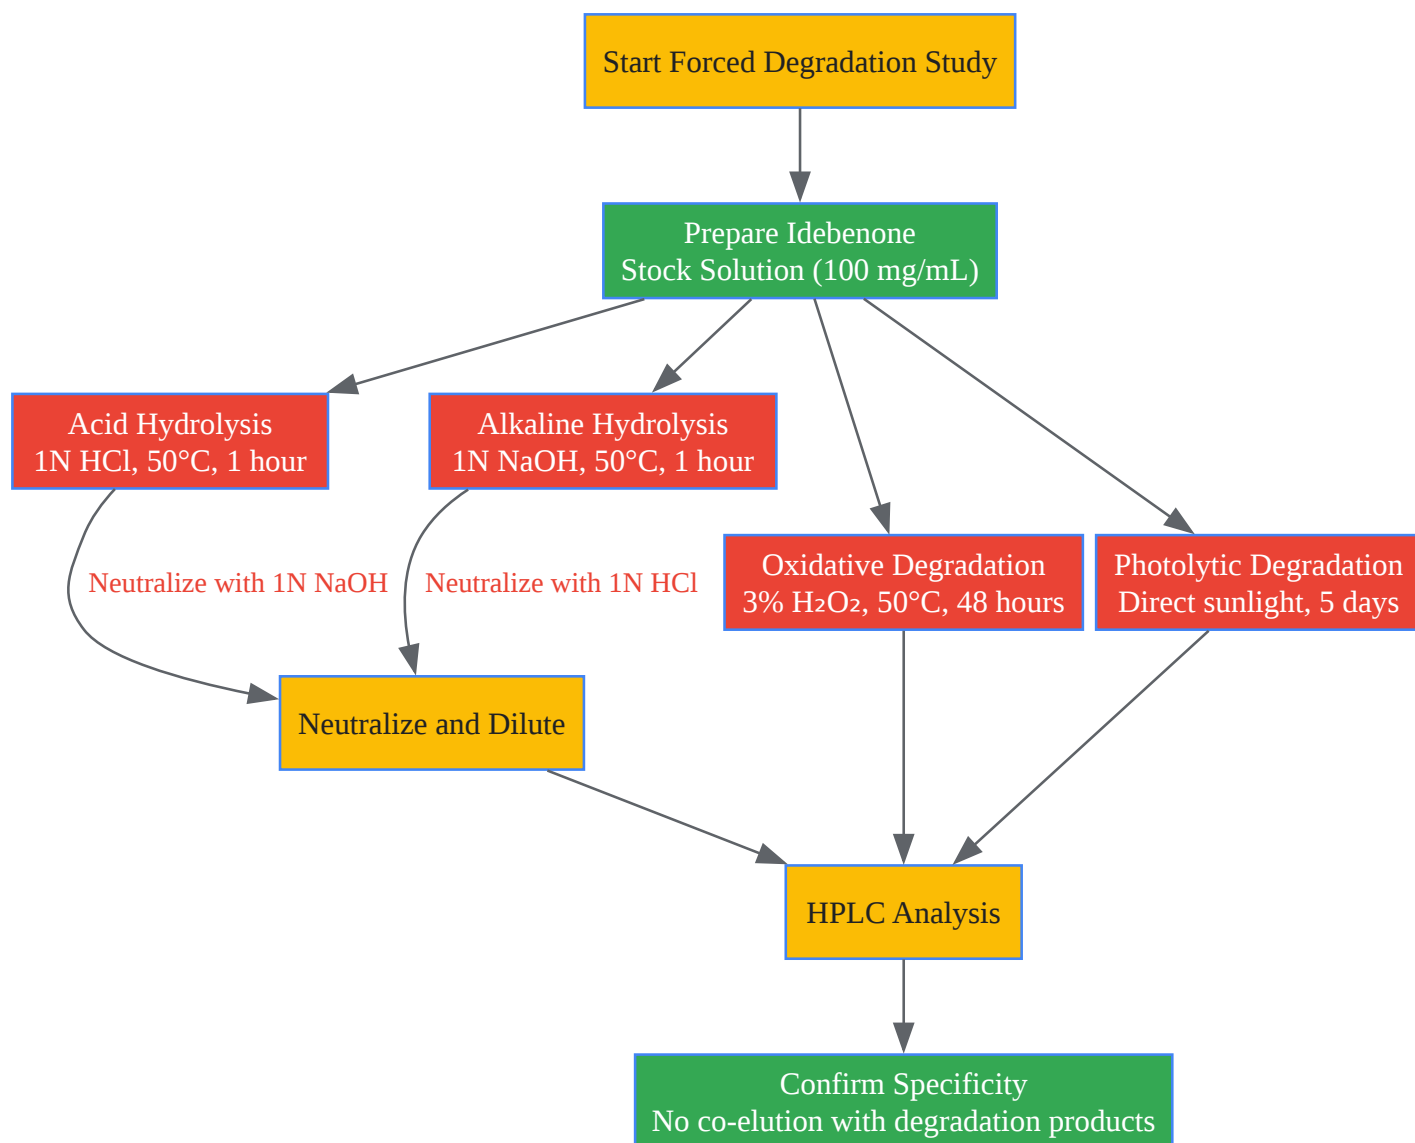 Start Forced Degradation Study
Prepare Idebenone
Stock Solution (100 mg/mL)
Acid Hydrolysis
1N HCl, 50°C, 1 hour
Alkaline Hydrolysis
1N NaOH, 50°C, 1 hour
Oxidative Degradation
3% H₂O₂, 50°C, 48 hours
Photolytic Degradation
Direct sunlight, 5 days
Neutralize with 1N NaOH
Neutralize with 1N HCl
Neutralize and Dilute
HPLC Analysis
Confirm Specificity
No co-elution with degradation products